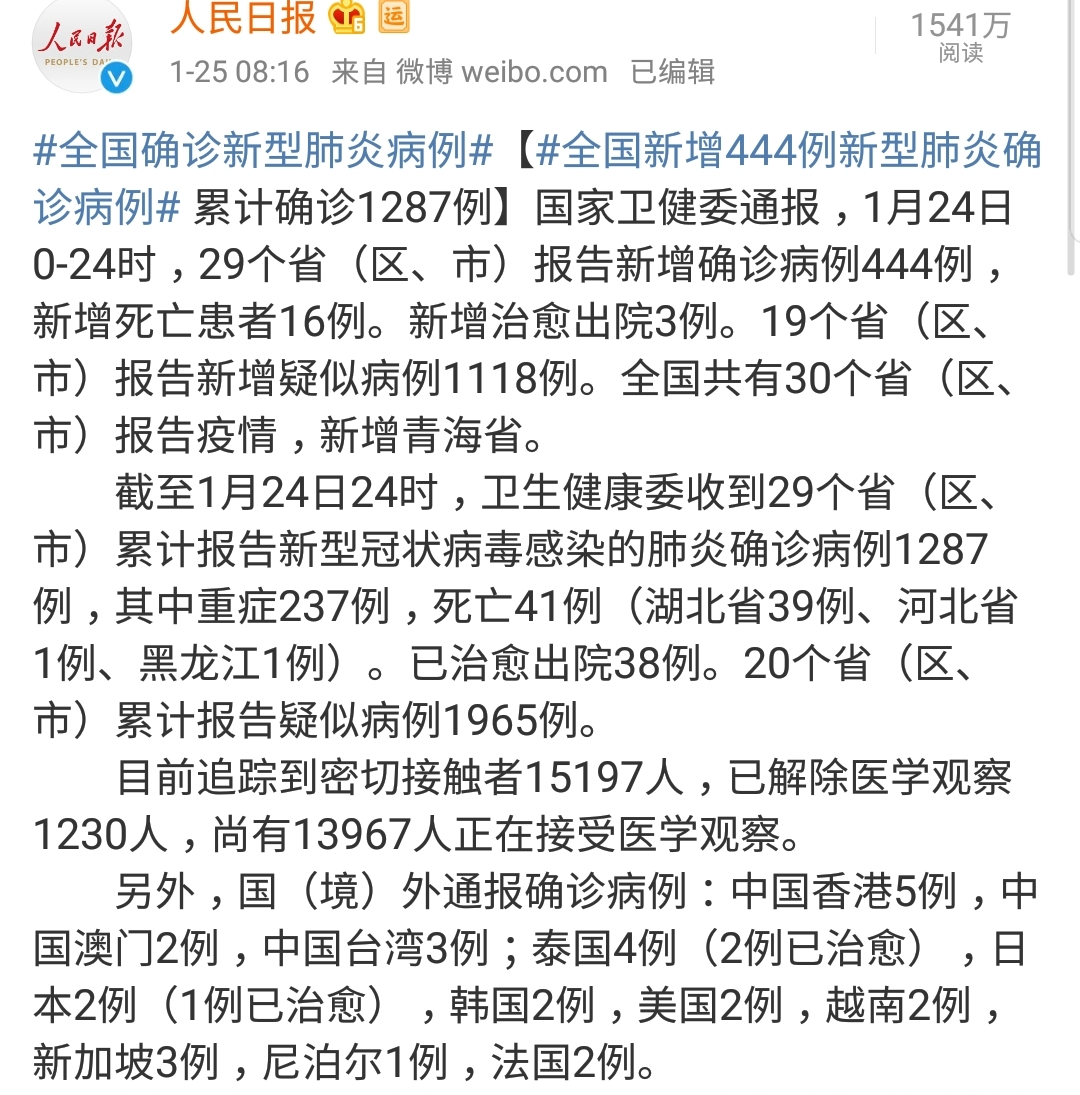 人民日报
人民日报 运
PEOPLE'S DA
1541万
阅读
1-25 08:16 来自 微博 weibo.com 已编辑
#全国确诊新型肺炎病例#【#全国新增444例新型肺炎确
诊病例# 累计确诊1287例】国家卫健委通报，1月24日
0-24时，29个省（区、市）报告新增确诊病例444例，
新增死亡患者16例。新增治愈出院3例。19个省（区、
市）报告新增疑似病例1118例。全国共有30个省（区、
市）报告疫情，新增青海省。
截至1月24日24时，卫生健康委收到29个省（区、
市）累计报告新型冠状病毒感染的肺炎确诊病例1287
例，其中重症237例，死亡41例（湖北省39例、河北省
1例、黑龙江1例）。已治愈出院38例。20个省（区、
市）累计报告疑似病例1965例。
目前追踪到密切接触者15197人，已解除医学观察
1230人，尚有13967人正在接受医学观察。
另外，国（境）外通报确诊病例：中国香港5例，中
国澳门2例，中国台湾3例；泰国4例（2例已治愈），日
本2例（1例已治愈），韩国2例，美国2例，越南2例，
新加坡3例，尼泊尔1例，法国2例。